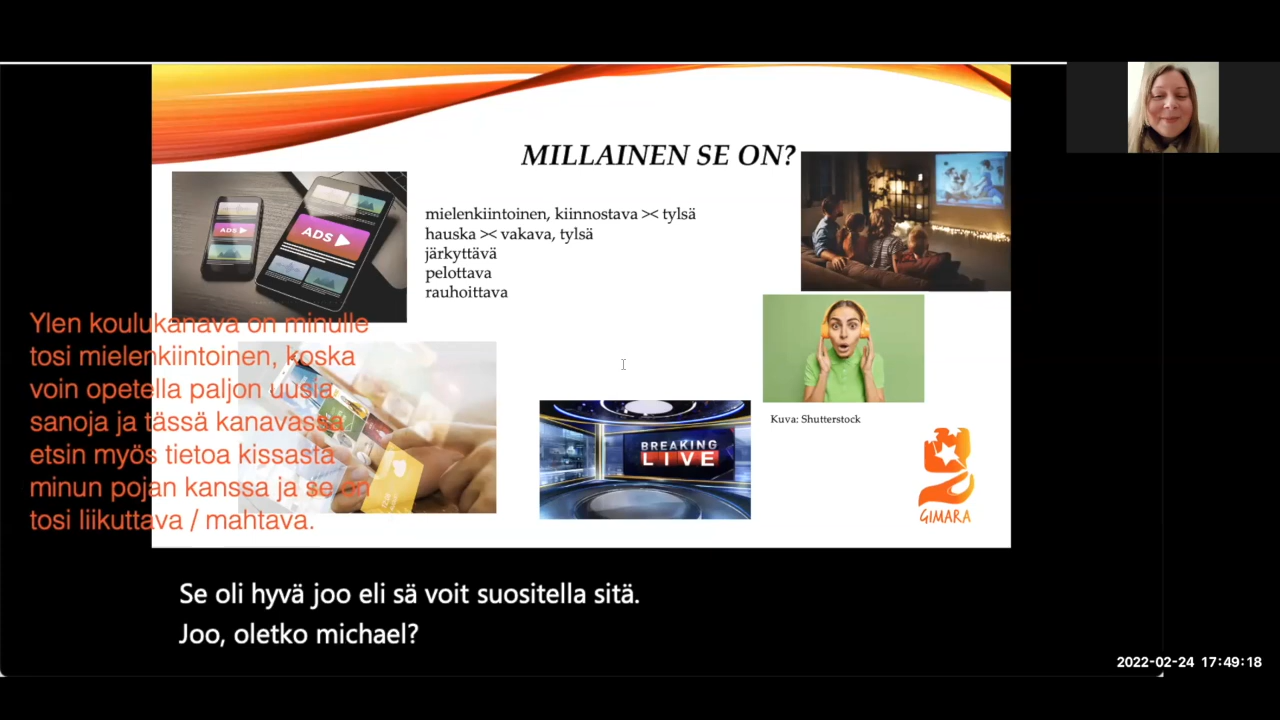 MILLAINEN SE ON?
mielenkiintoinen, kiinnostava >< tylsä
hauska >< vakava, tylsä
järkyttävä
pelottava
rauhoittava
ADS
ADS
Ylen koulukanava on minulle
tosi mielenkiintoinen, koska
voin opetella paljon uusia
sanoja ja tässä kanavassa
etsin myös tietoa kissasta
minun pojan kanssa ja se on
tosi liikuttava / mahtava.
BREAKING
LIVE
Kuva: Shutterstock
GIMARA
Se oli hyvä joo eli sä voit suositella sitä.
Joo, oletko michael?
2022-02-24 17:49:18